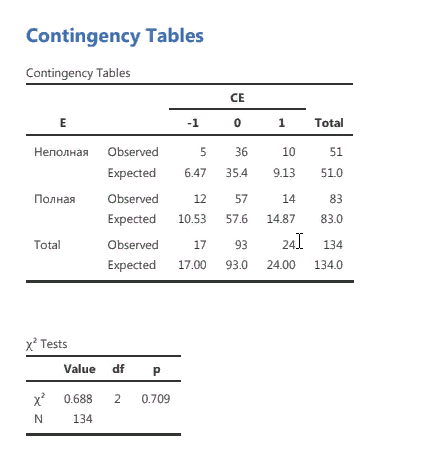 Contingency Tables
Contingency Tables
CE
E -1 0 1 Total
Неполная Observed 5 36 10 51
Expected 6.47 35.4 9.13 51.0
Полная Observed 12 57 14 83
Expected 10.53 57.6 14.87 83.0
Total Observed 17 93 24 134
Expected 17.00 93.0 24.00 134.0
χ² Tests
Value df p
χ² 0.688 2 0.709
N 134